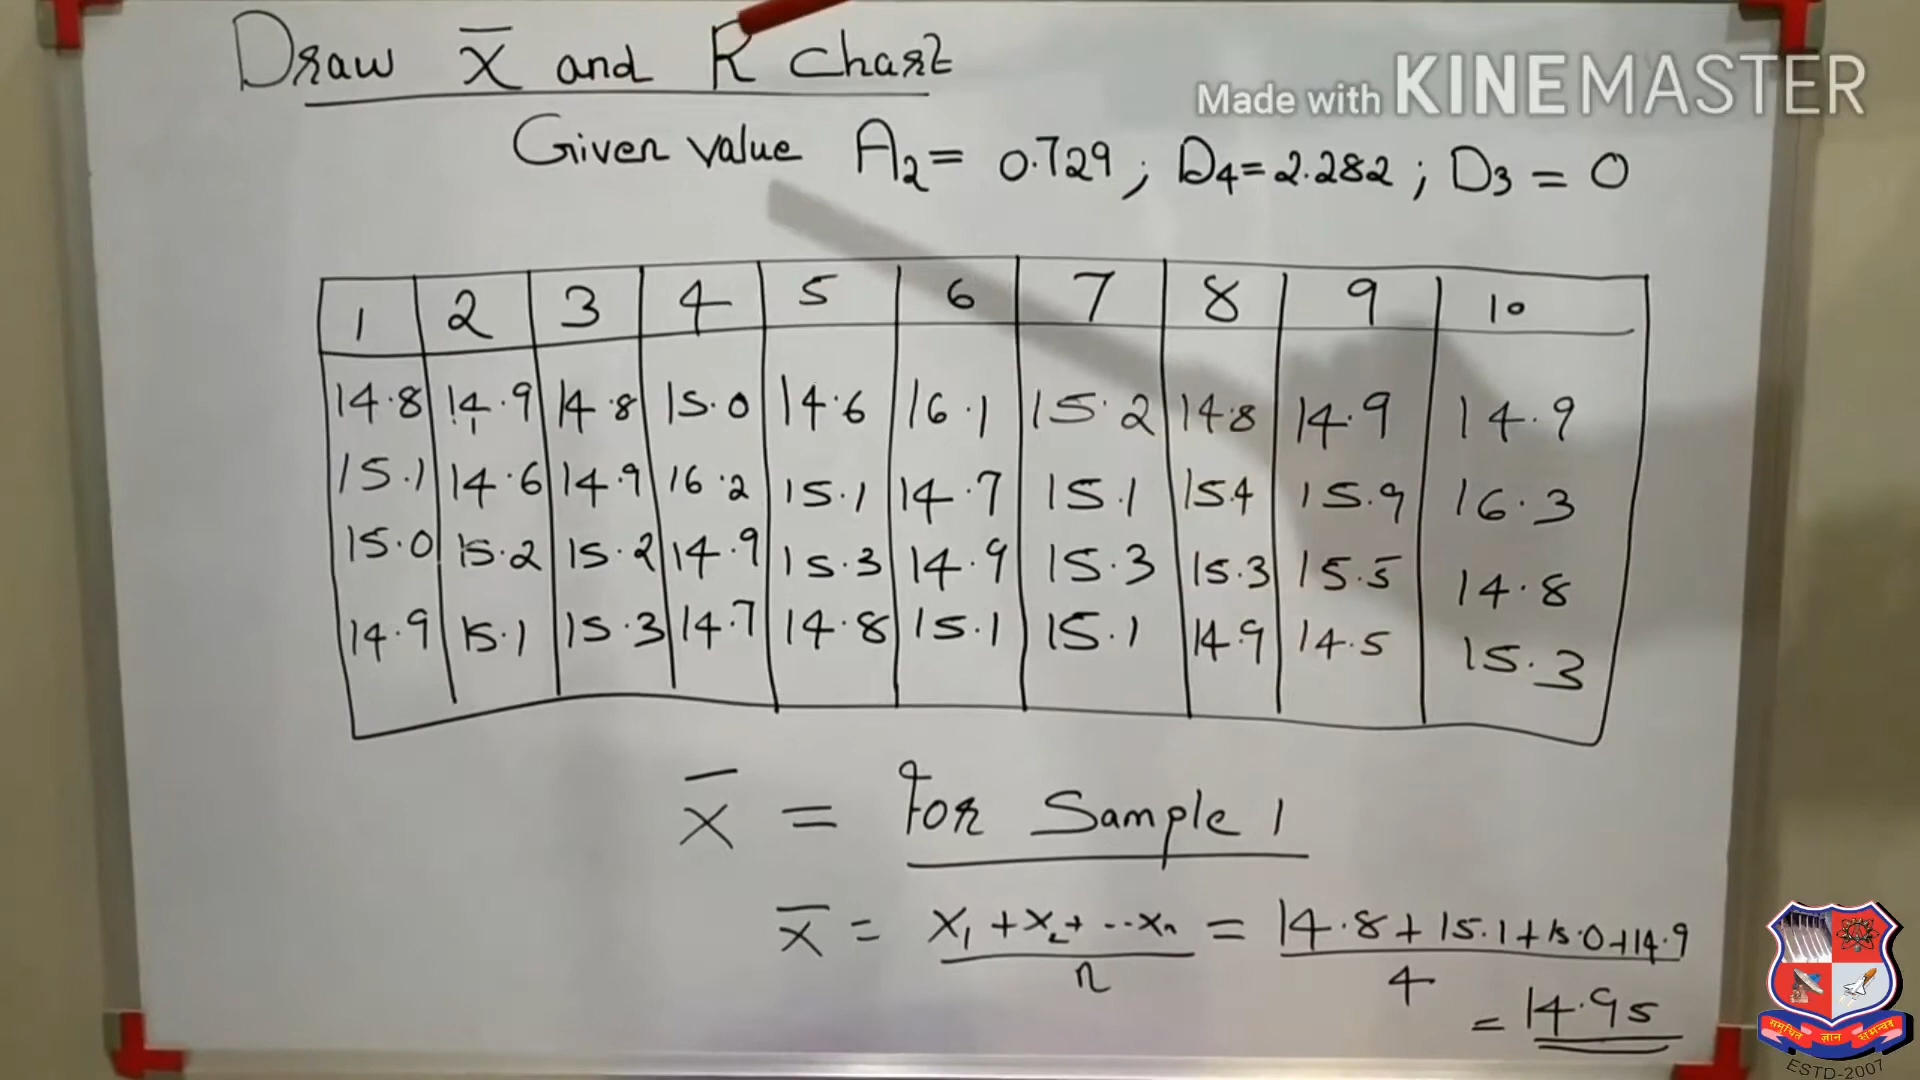 Draw x̄ and R chart
Made with KINEMASTER
Given value A₂ = 0.729 ; D₄ = 2.282 ; D₃ = 0
1 2 3 4 5 6 7 8 9 10
14.8 14.9 14.8 15.0 14.6 16.1 15.2 14.8 14.9 14.9
15.1 14.6 14.9 16.2 15.1 14.7 15.1 15.4 15.9 16.3
15.0 15.2 15.2 14.9 15.3 14.9 15.3 15.3 15.5 14.8
14.9 15.1 15.3 14.7 14.8 15.1 15.1 14.9 14.5 15.3
x̄ = For Sample 1
x̄ = x₁ + x₂ + ... xₙ / n = 14.8 + 15.1 + 15.0 + 14.9 / 4
= 14.95
समुचित ज्ञान समन्वय
ESTD-2007